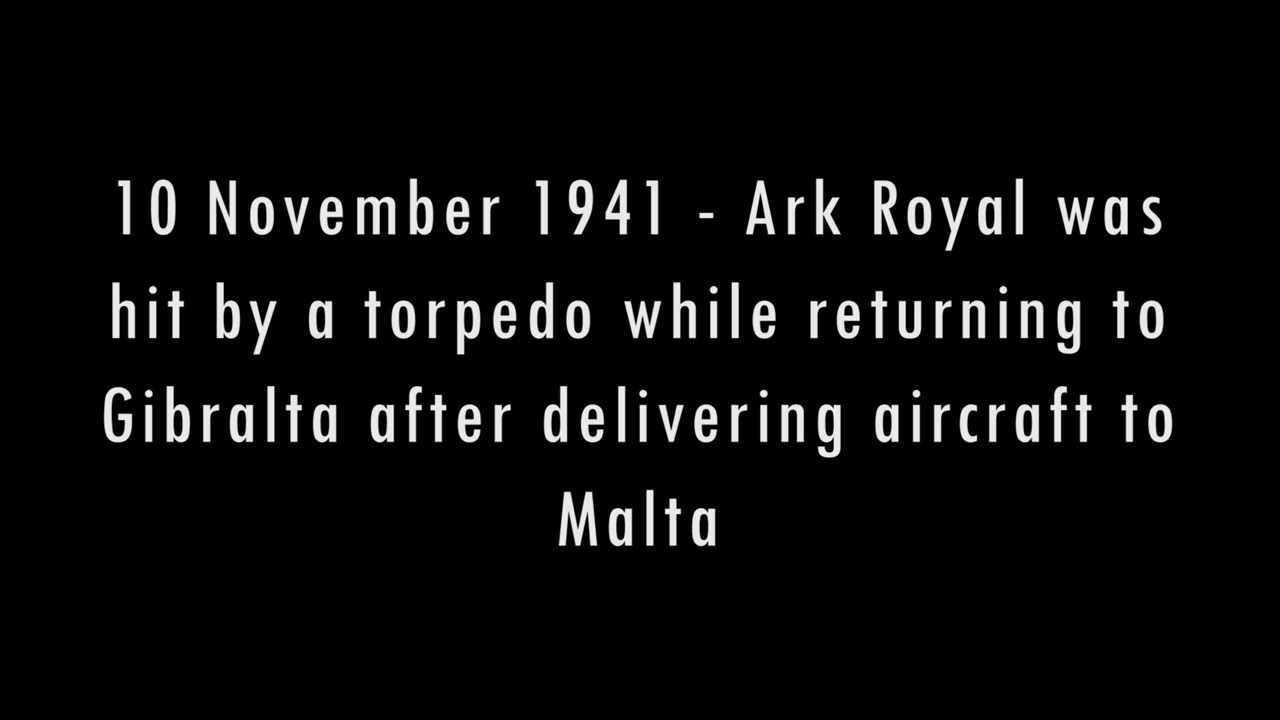 10 November 1941 - Ark Royal was
hit by a torpedo while returning to
Gibralta after delivering aircraft to
Malta